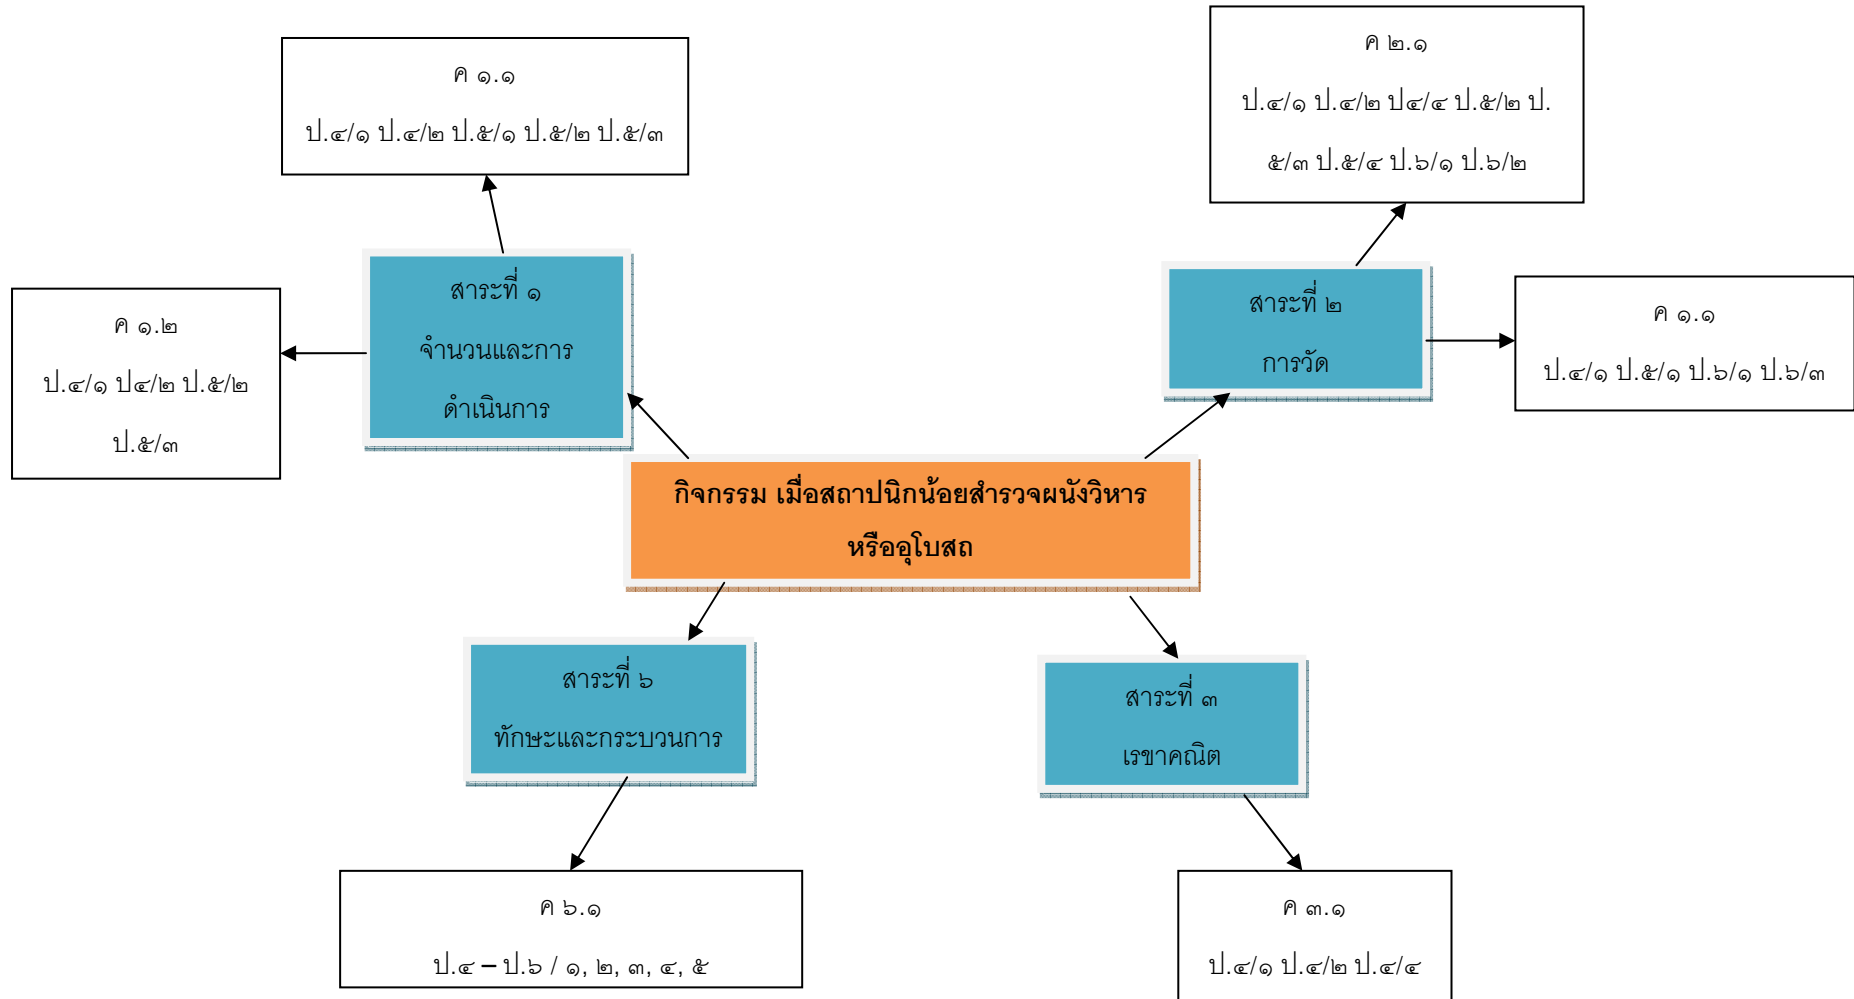 ค ๑.๑
ป.๔/๑ ป.๔/๒ ป.๕/๑ ป.๕/๒ ป.๕/๓
ค ๒.๑
ป.๔/๑ ป.๔/๒ ป๔/๔ ป.๕/๒ ป.
๕/๓ ป.๕/๔ ป.๖/๑ ป.๖/๒
สาระที่ ๑
จำนวนและการ
ดำเนินการ
สาระที่ ๒
การวัด
ค ๑.๒
ป.๔/๑ ป๔/๒ ป.๕/๒
ป.๕/๓
ค ๑.๑
ป.๔/๑ ป.๕/๑ ป.๖/๑ ป.๖/๓
กิจกรรม เมื่อสถาปนิกน้อยสำรวจผนังวิหาร
หรืออุโบสถ
สาระที่ ๖
ทักษะและกระบวนการ
สาระที่ ๓
เรขาคณิต
ค ๖.๑
ป.๔ – ป.๖ / ๑, ๒, ๓, ๔, ๕
ค ๓.๑
ป.๔/๑ ป.๔/๒ ป.๔/๔